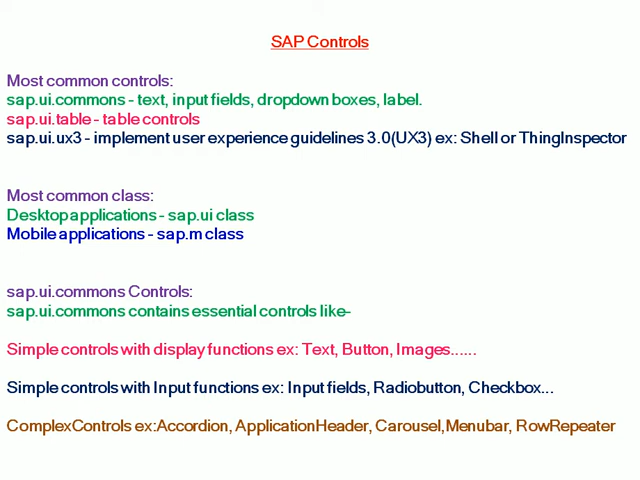 SAP Controls
Most common controls:
sap.ui.commons - text, input fields, dropdown boxes, label.
sap.ui.table - table controls
sap.ui.ux3 - implement user experience guidelines 3.0(UX3) ex: Shell or ThingInspector
Most common class:
Desktop applications - sap.ui class
Mobile applications - sap.m class
sap.ui.commons Controls:
sap.ui.commons contains essential controls like-
Simple controls with display functions ex: Text, Button, Images......
Simple controls with Input functions ex: Input fields, Radiobutton, Checkbox...
ComplexControls ex:Accordion, ApplicationHeader, Carousel,Menubar, RowRepeater